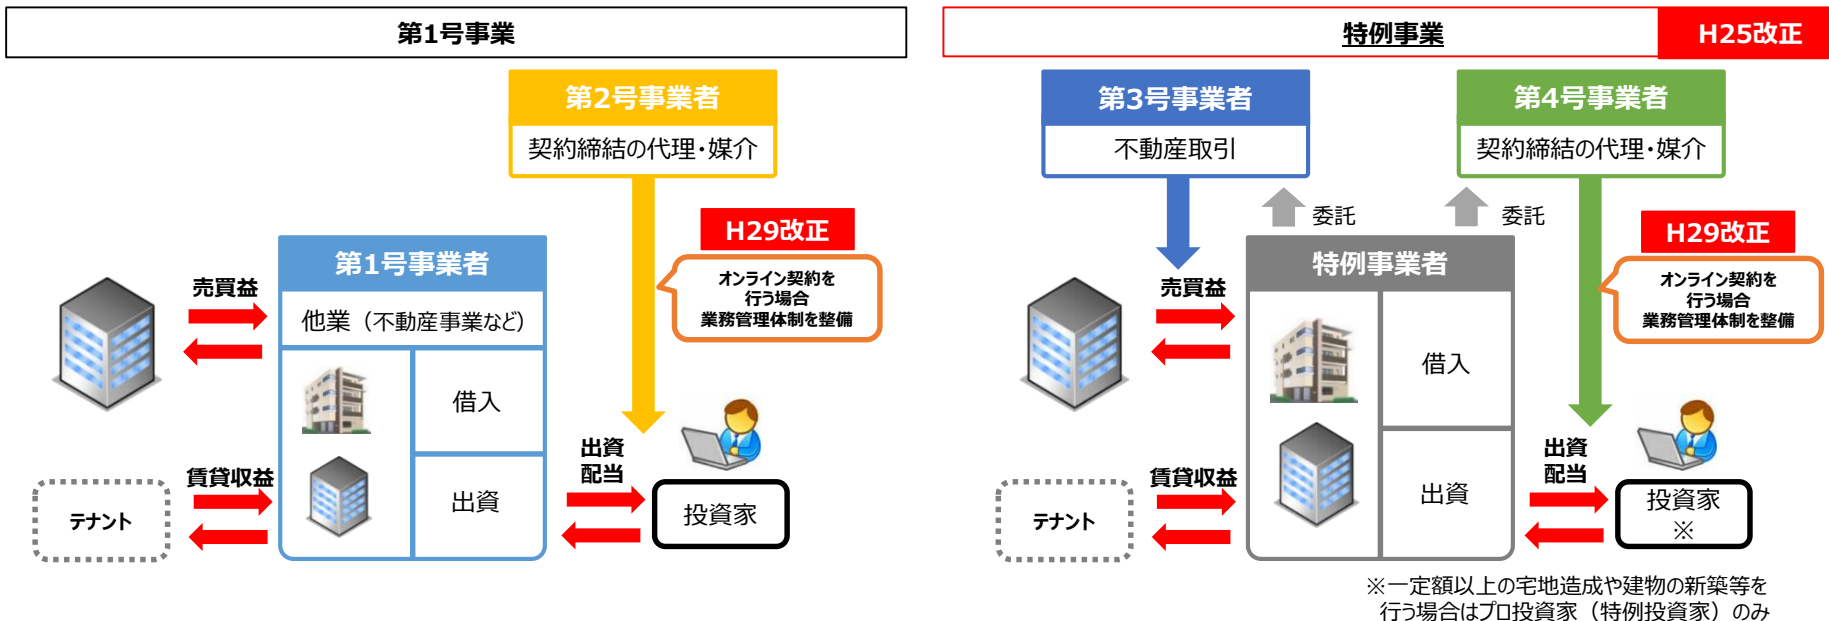 第1号事業
第2号事業者
契約締結の代理・媒介
H29改正
オンライン契約を
行う場合
業務管理体制を整備
第1号事業者
他業（不動産事業など）
借入
出資
売買益
賃貸収益
テナント
出資
配当
投資家
特例事業
H25改正
第3号事業者
不動産取引
第4号事業者
契約締結の代理・媒介
委託
委託
H29改正
オンライン契約を
行う場合
業務管理体制を整備
特例事業者
借入
出資
売買益
賃貸収益
テナント
出資
配当
投資家
※
※一定額以上の宅地造成や建物の新築等を
行う場合はプロ投資家（特例投資家）のみ